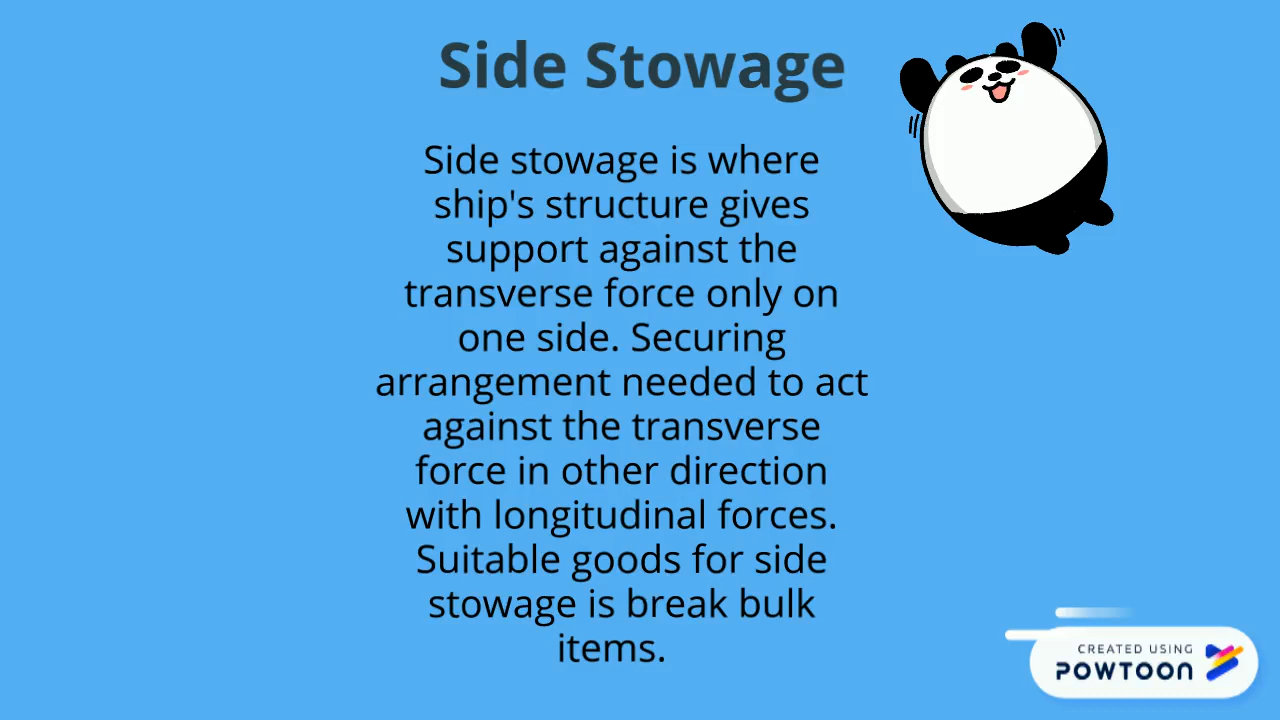 Side Stowage
Side stowage is where
ship's structure gives
support against the
transverse force only on
one side. Securing
arrangement needed to act
against the transverse
force in other direction
with longitudinal forces.
Suitable goods for side
stowage is break bulk
items.
CREATED USING
POWTOON